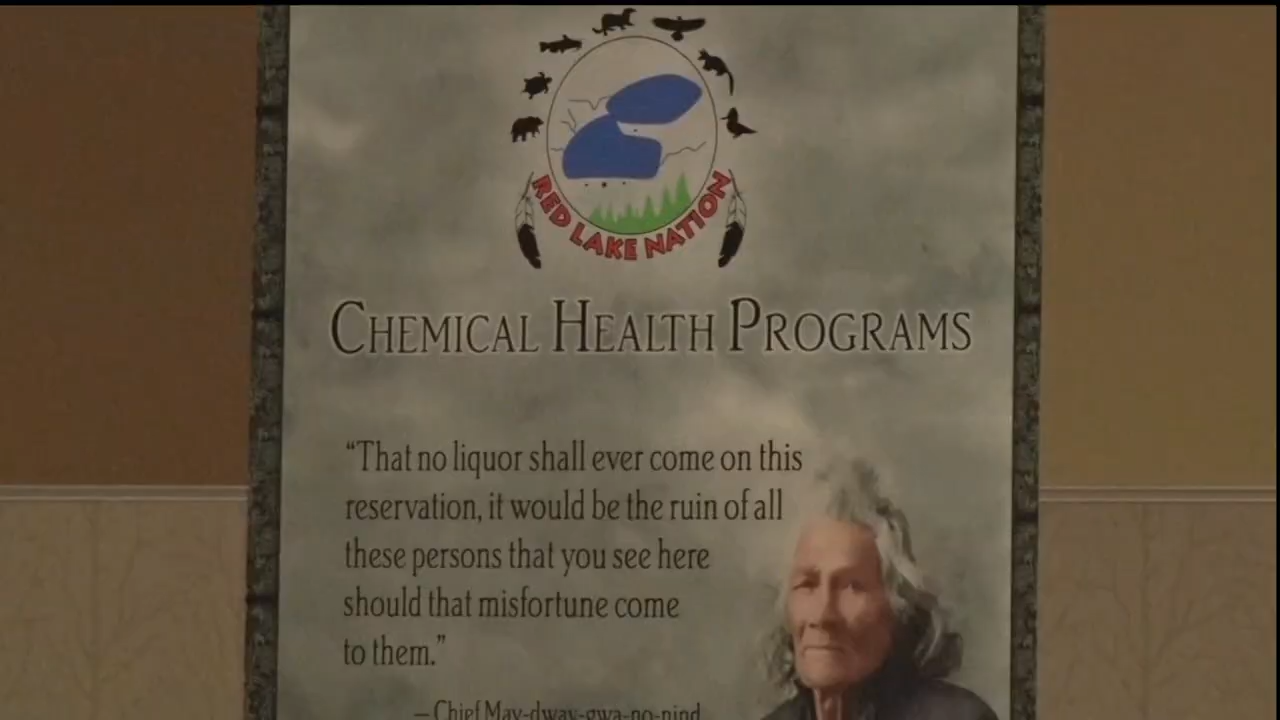 RED LAKE NATION
CHEMICAL HEALTH PROGRAMS
“That no liquor shall ever come on this
reservation, it would be the ruin of all
these persons that you see here
should that misfortune come
to them.”
– Chief May-dway-gwa-no-nind